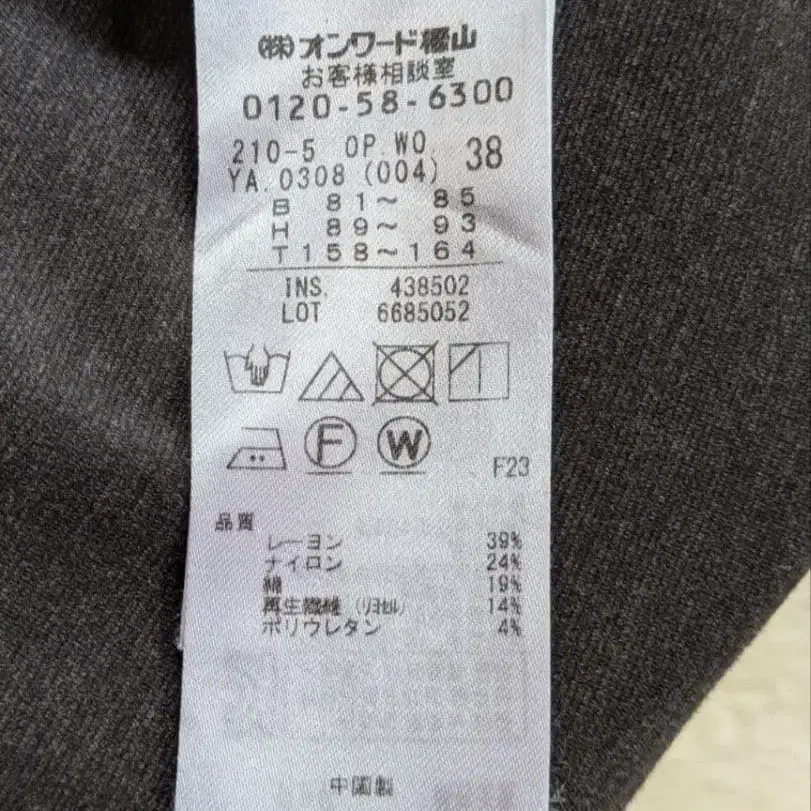 ㈱オンワード樫山
お客様相談室
0120-58-6300
210-5 OP.WO. 38
YA.0308 (004)
B 81～ 85
H 89～ 93
T158～164
INS. 438502
LOT 6685052
F W
F23
品質
レーヨン 39%
ナイロン 24%
綿 19%
再生繊維（リヨセル） 14%
ポリウレタン 4%
中国製